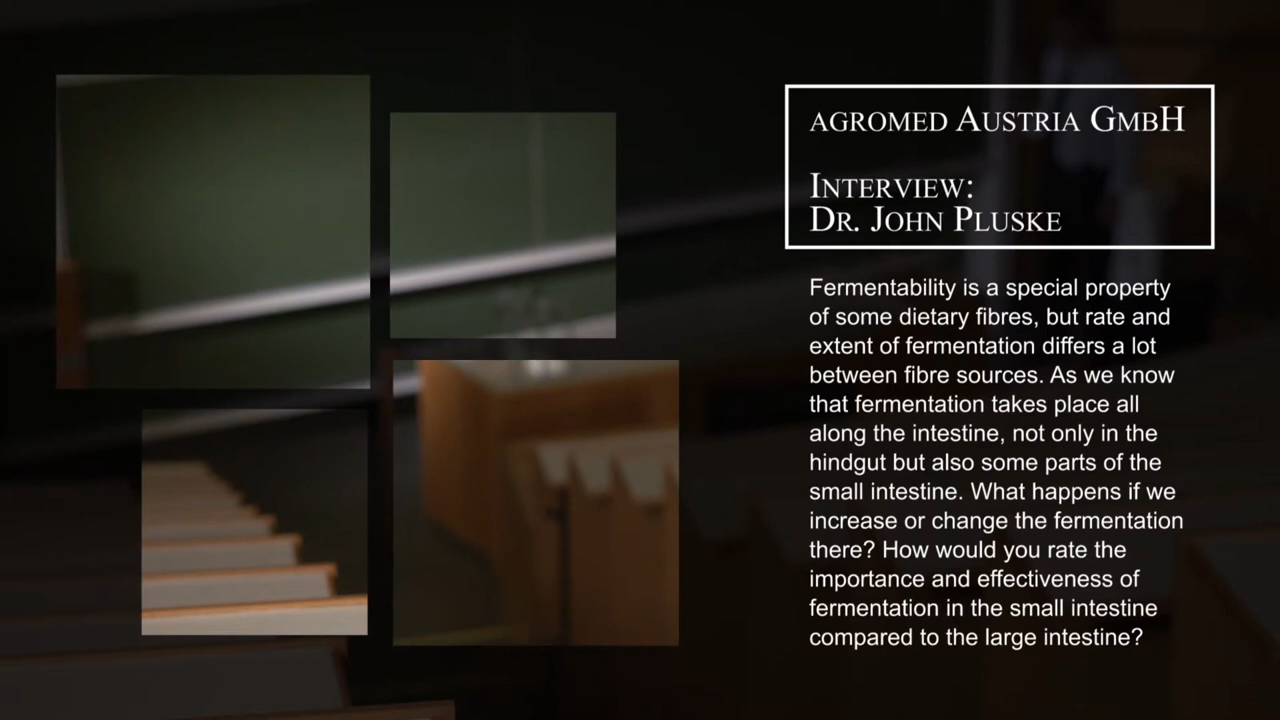 AGROMED AUSTRIA GMBH
INTERVIEW:
DR. JOHN PLUSKE
Fermentability is a special property
of some dietary fibres, but rate and
extent of fermentation differs a lot
between fibre sources. As we know
that fermentation takes place all
along the intestine, not only in the
hindgut but also some parts of the
small intestine. What happens if we
increase or change the fermentation
there? How would you rate the
importance and effectiveness of
fermentation in the small intestine
compared to the large intestine?